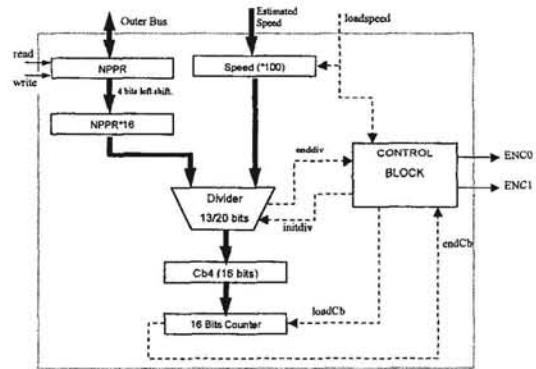 Outer Bus
Estimated
Speed
loadspeed
read
write
NPPR
Speed (*100)
4 bits left shift.
NPPR*16
enddiv
CONTROL
BLOCK
ENC0
ENC1
Divider
13/20 bits
initdiv
endCb
Cb4 (16 bits)
loadCb
16 Bits Counter